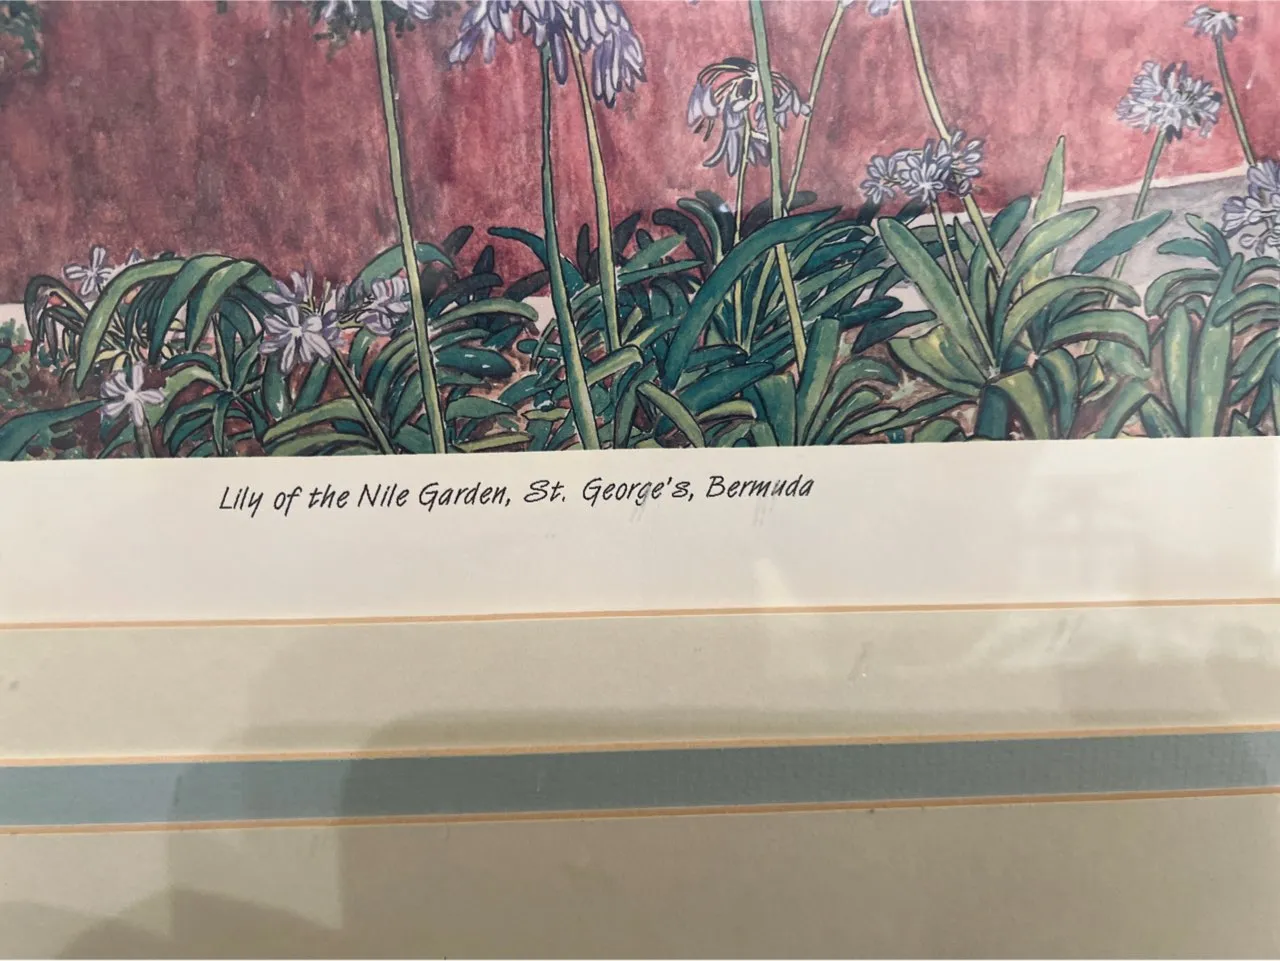 Lily of the Nile Garden, St. George's, Bermuda